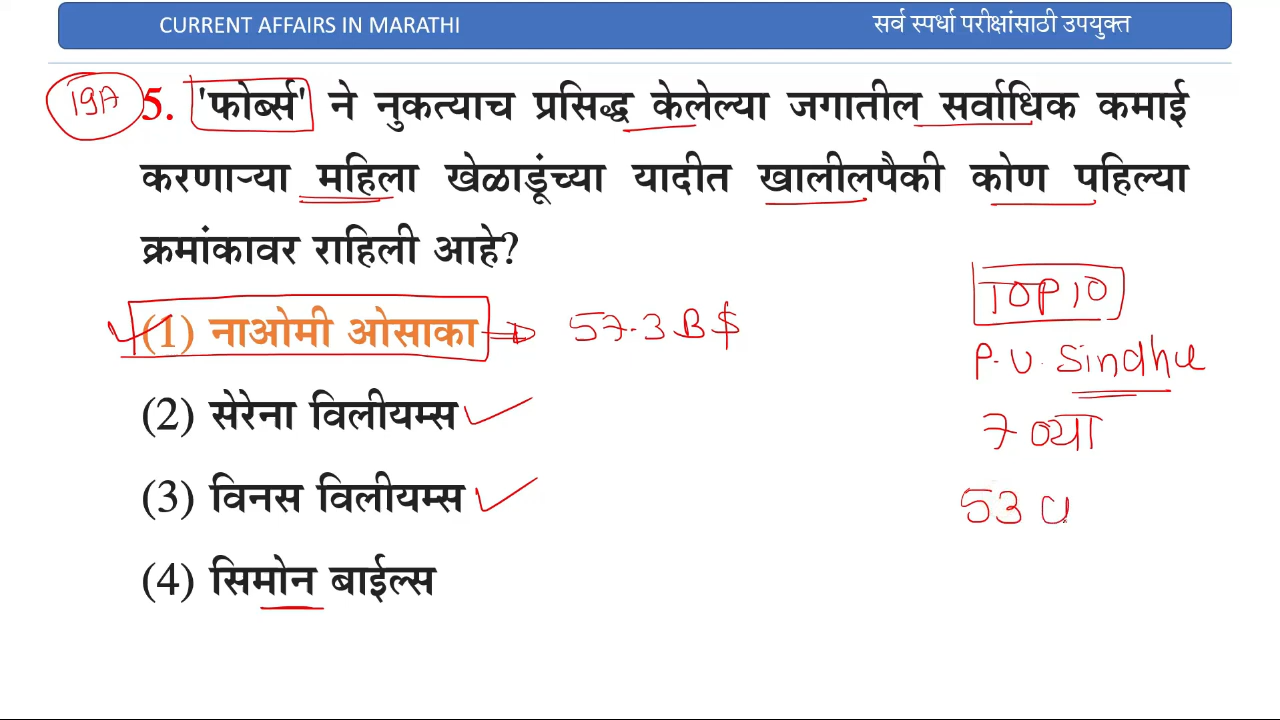 CURRENT AFFAIRS IN MARATHI
सर्व स्पर्धा परीक्षांसाठी उपयुक्त
19A
5. 'फोर्ब्स' ने नुकत्याच प्रसिद्ध केलेल्या जगातील सर्वाधिक कमाई
करणाऱ्या महिला खेळाडूंच्या यादीत खालीलपैकी कोण पहिल्या
क्रमांकावर राहिली आहे?
(1) नाओमी ओसाका
57.3 B $
(2) सेरेना विलीयम्स
(3) विनस विलीयम्स
(4) सिमोन बाईल्स
TOP 10
P. V. Sindhu
7 व्या
53